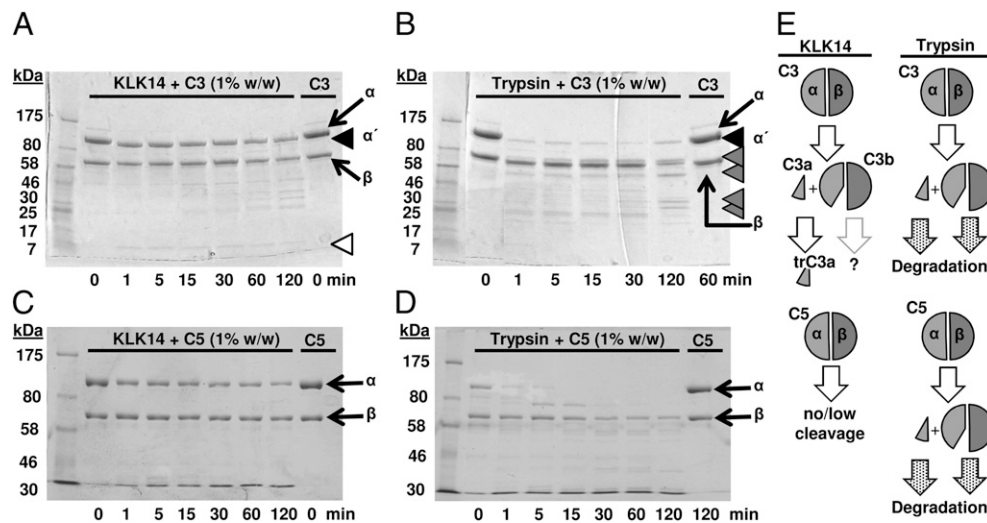 A
kDa
KLK14 + C3 (1% w/w) C3
175
80
58
46
30
25
17
7
α
α´
β
0 1 5 15 30 60 120 0 min
B
kDa
Trypsin + C3 (1% w/w) C3
175
80
58
46
30
25
17
7
α
α´
β
0 1 5 15 30 60 120 60 min
C
kDa
KLK14 + C5 (1% w/w) C5
175
80
58
46
30
α
β
0 1 5 15 30 60 120 0 min
D
kDa
Trypsin + C5 (1% w/w) C5
175
80
58
46
30
α
β
0 1 5 15 30 60 120 120 min
E
KLK14 Trypsin
C3 C3
α β α β
C3a + C3b +
trC3a ? Degradation
C5 C5
α β α β
no/low
cleavage
+
Degradation